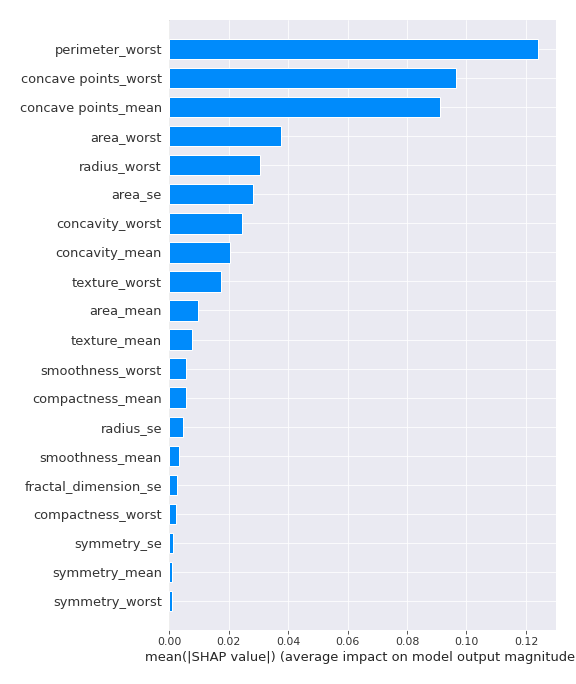 perimeter_worst
concave points_worst
concave points_mean
area_worst
radius_worst
area_se
concavity_worst
concavity_mean
texture_worst
area_mean
texture_mean
smoothness_worst
compactness_mean
radius_se
smoothness_mean
fractal_dimension_se
compactness_worst
symmetry_se
symmetry_mean
symmetry_worst
0.00 0.02 0.04 0.06 0.08 0.10 0.12
mean(|SHAP value|) (average impact on model output magnitude